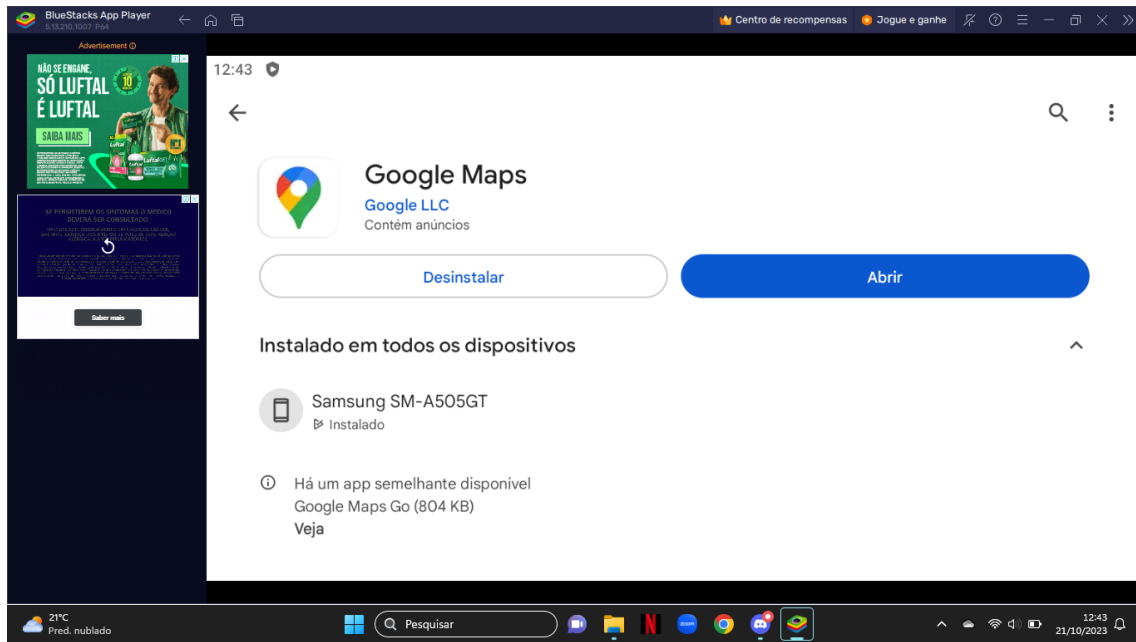 BlueStacks App Player
5.13.210.1007 P64
Centro de recompensas
Jogue e ganhe
Advertisement
NÃO SE ENGANE,
SÓ LUFTAL
É LUFTAL
SAIBA MAIS
10
Luftal
Nº1
SE PERSISTIREM OS SINTOMAS O MÉDICO
DEVERÁ SER CONSULTADO.
Saber mais
12:43
Google Maps
Google LLC
Contém anúncios
Desinstalar
Abrir
Instalado em todos os dispositivos
Samsung SM-A505GT
Instalado
Há um app semelhante disponível
Google Maps Go (804 KB)
Veja
21°C
Pred. nublado
Pesquisar
zoom
12:43
21/10/2023